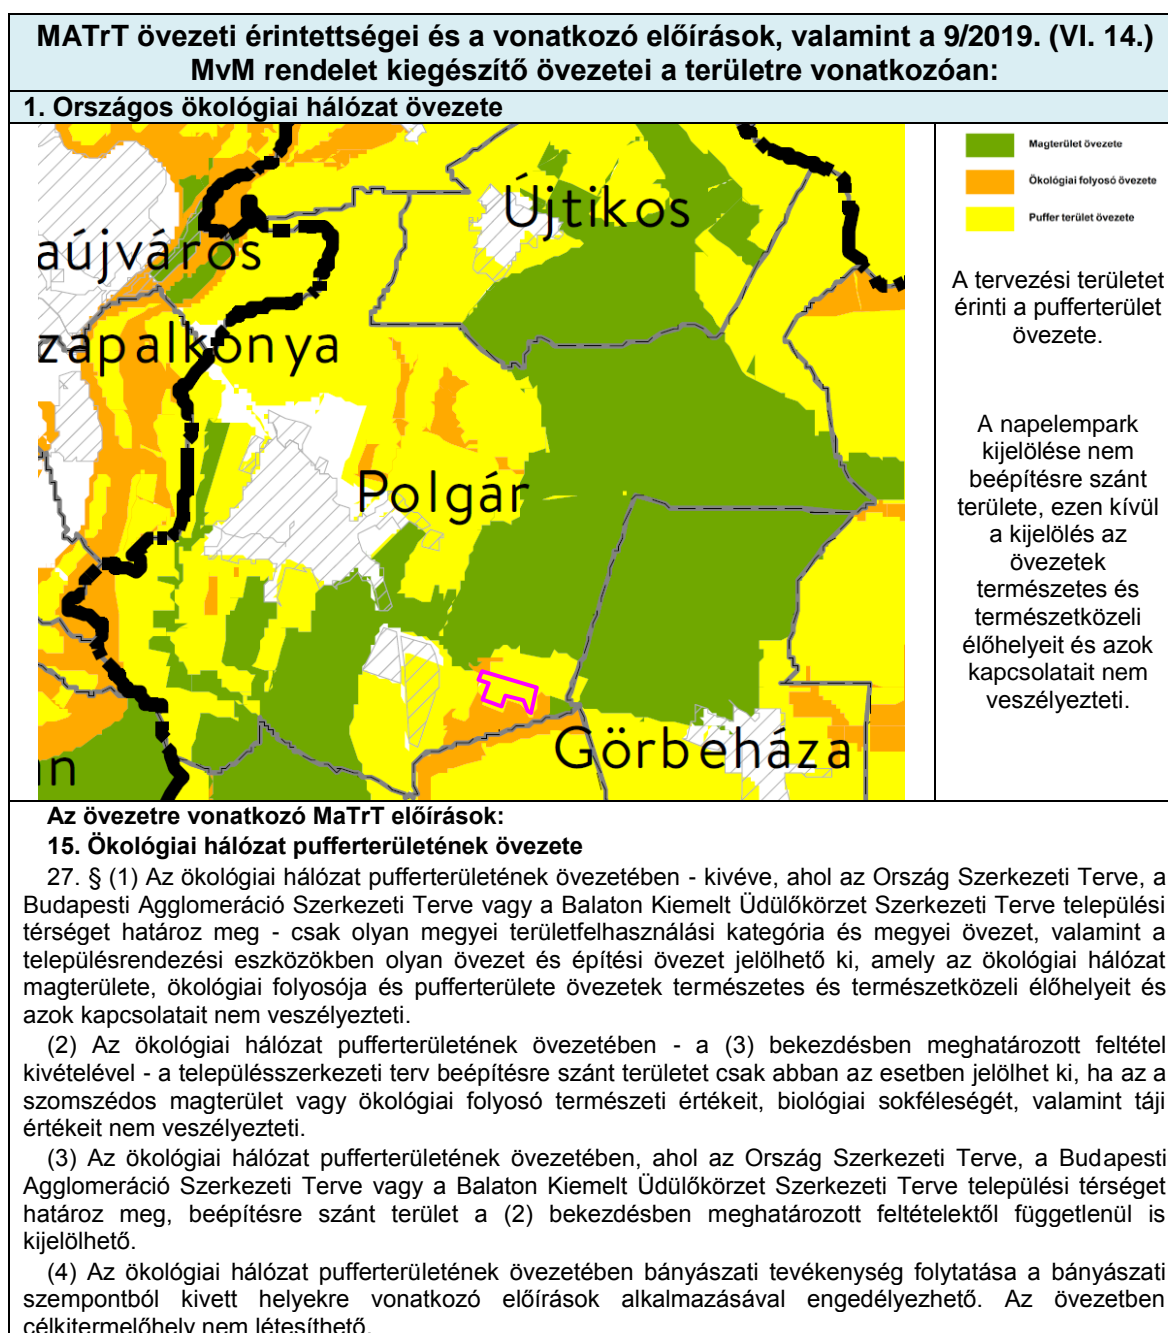 MATrT övezeti érintettségei és a vonatkozó előírások, valamint a 9/2019. (VI. 14.)
MvM rendelet kiegészítő övezetei a területre vonatkozóan:
1. Országos ökológiai hálózat övezete
Újtikos
aújváros
zapalkonya
Polgár
Görbeháza
n
Magterület övezete
Ökológiai folyosó övezete
Puffer terület övezete
A tervezési területet
érinti a pufferterület
övezete.
A napelempark
kijelölése nem
beépítésre szánt
területe, ezen kívül
a kijelölés az
övezetek
természetes és
természetközeli
élőhelyeit és azok
kapcsolatait nem
veszélyezteti.
Az övezetre vonatkozó MaTrT előírások:
15. Ökológiai hálózat pufferterületének övezete
27. § (1) Az ökológiai hálózat pufferterületének övezetében - kivéve, ahol az Ország Szerkezeti Terve, a
Budapesti Agglomeráció Szerkezeti Terve vagy a Balaton Kiemelt Üdülőkörzet Szerkezeti Terve települési
térséget határoz meg - csak olyan megyei területfelhasználási kategória és megyei övezet, valamint a
településrendezési eszközökben olyan övezet és építési övezet jelölhető ki, amely az ökológiai hálózat
magterülete, ökológiai folyosója és pufferterülete övezetek természetes és természetközeli élőhelyeit és
azok kapcsolatait nem veszélyezteti.
(2) Az ökológiai hálózat pufferterületének övezetében - a (3) bekezdésben meghatározott feltétel
kivételével - a településszerkezeti terv beépítésre szánt területet csak abban az esetben jelölhet ki, ha az a
szomszédos magterület vagy ökológiai folyosó természeti értékeit, biológiai sokféleségét, valamint táji
értékeit nem veszélyezteti.
(3) Az ökológiai hálózat pufferterületének övezetében, ahol az Ország Szerkezeti Terve, a Budapesti
Agglomeráció Szerkezeti Terve vagy a Balaton Kiemelt Üdülőkörzet Szerkezeti Terve települési térséget
határoz meg, beépítésre szánt terület a (2) bekezdésben meghatározott feltételektől függetlenül is
kijelölhető.
(4) Az ökológiai hálózat pufferterületének övezetében bányászati tevékenység folytatása a bányászati
szempontból kivett helyekre vonatkozó előírások alkalmazásával engedélyezhető. Az övezetben
célkitermelőhely nem létesíthető.